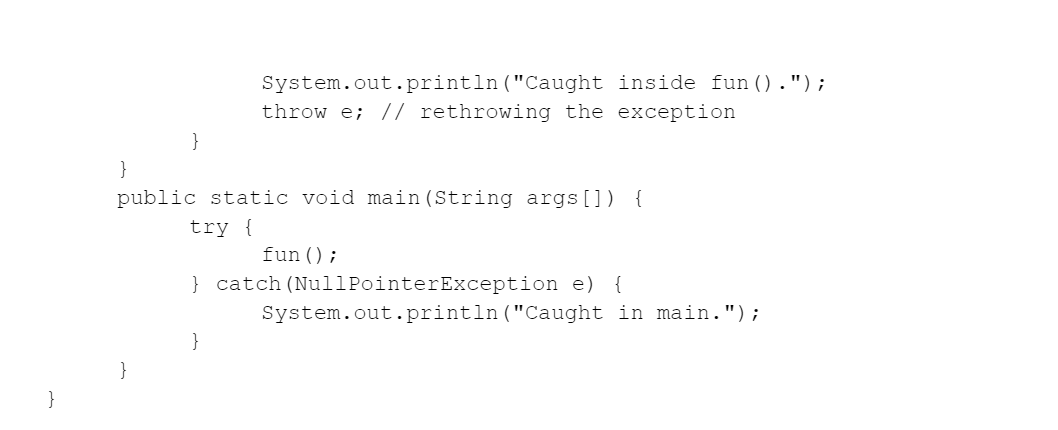 System.out.println("Caught inside fun().");
throw e; // rethrowing the exception
}
}
public static void main(String args[]) {
try {
fun();
} catch(NullPointerException e) {
System.out.println("Caught in main.");
}
}
}